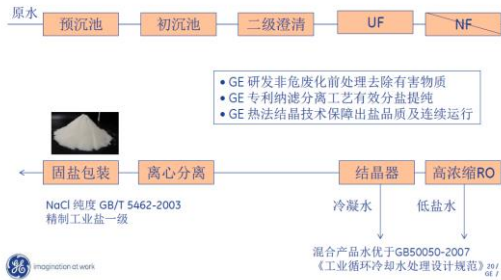 原水
预沉池
初沉池
二级澄清
UF
NF
• GE 研发非危废化前处理去除有害物质
• GE 专利纳滤分离工艺有效分盐提纯
• GE 热法结晶技术保障出盐品质及连续运行
固盐包装
离心分离
结晶器
高浓缩RO
NaCl 纯度 GB/T 5462-2003
精制工业盐一级
冷凝水
低盐水
混合产品水优于GB50050-2007
《工业循环冷却水处理设计规范》
imagination at work
20 /
GE /